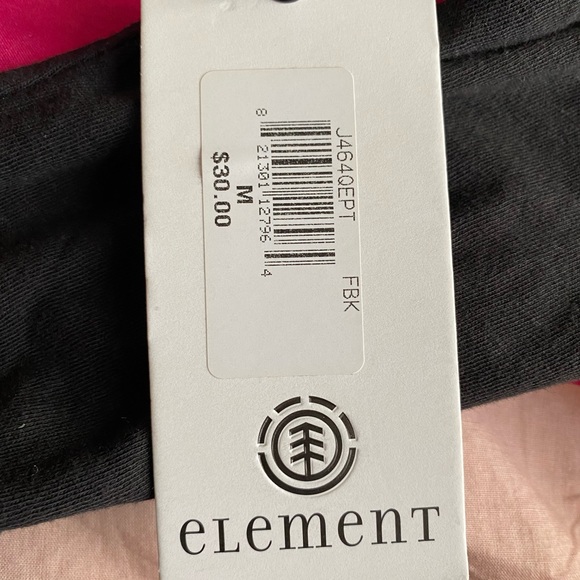 J464QEPT FBK
8 21301 12796 4
M
$30.00
eLement